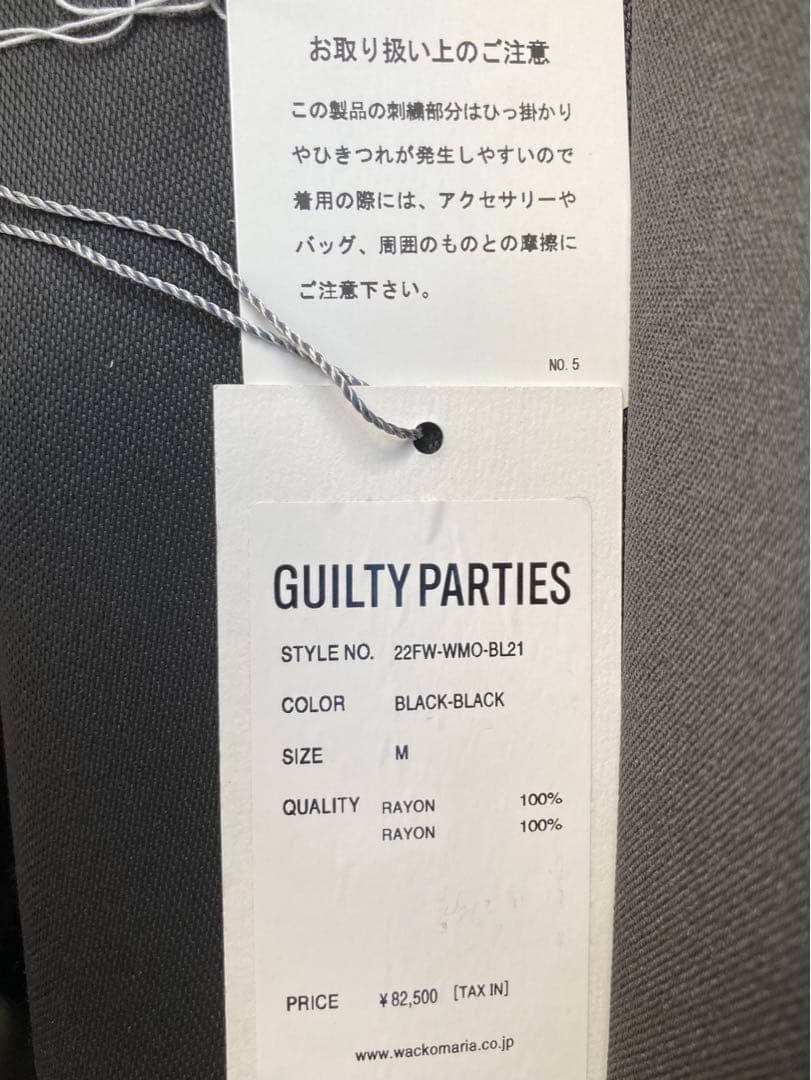 お取り扱い上のご注意
この製品の刺繍部分はひっ掛かり
やひきつれが発生しやすいので
着用の際には、アクセサリーや
バッグ、周囲のものとの摩擦に
ご注意下さい。
NO. 5
GUILTY PARTIES
STYLE NO. 22FW-WMO-BL21
COLOR BLACK-BLACK
SIZE M
QUALITY RAYON 100%
RAYON 100%
PRICE ¥82,500 [TAX IN]
www.wackomaria.co.jp